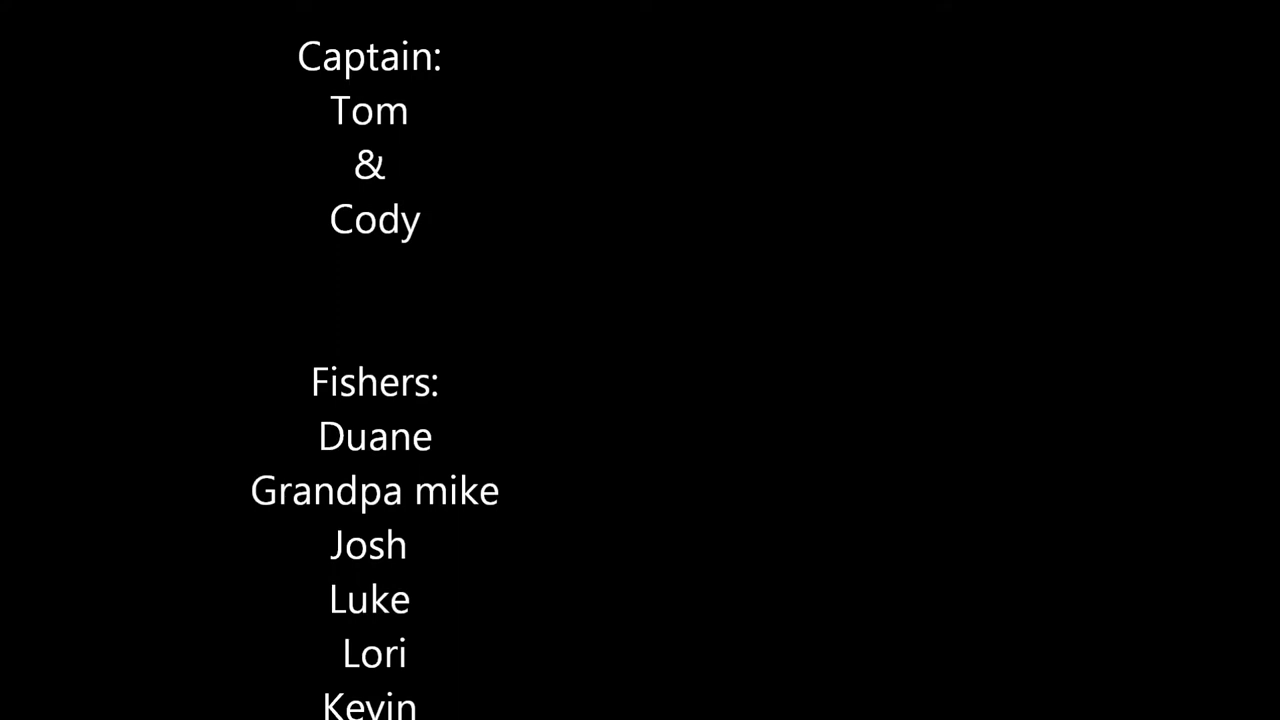 Captain:
Tom
&
Cody
Fishers:
Duane
Grandpa mike
Josh
Luke
Lori
Kevin